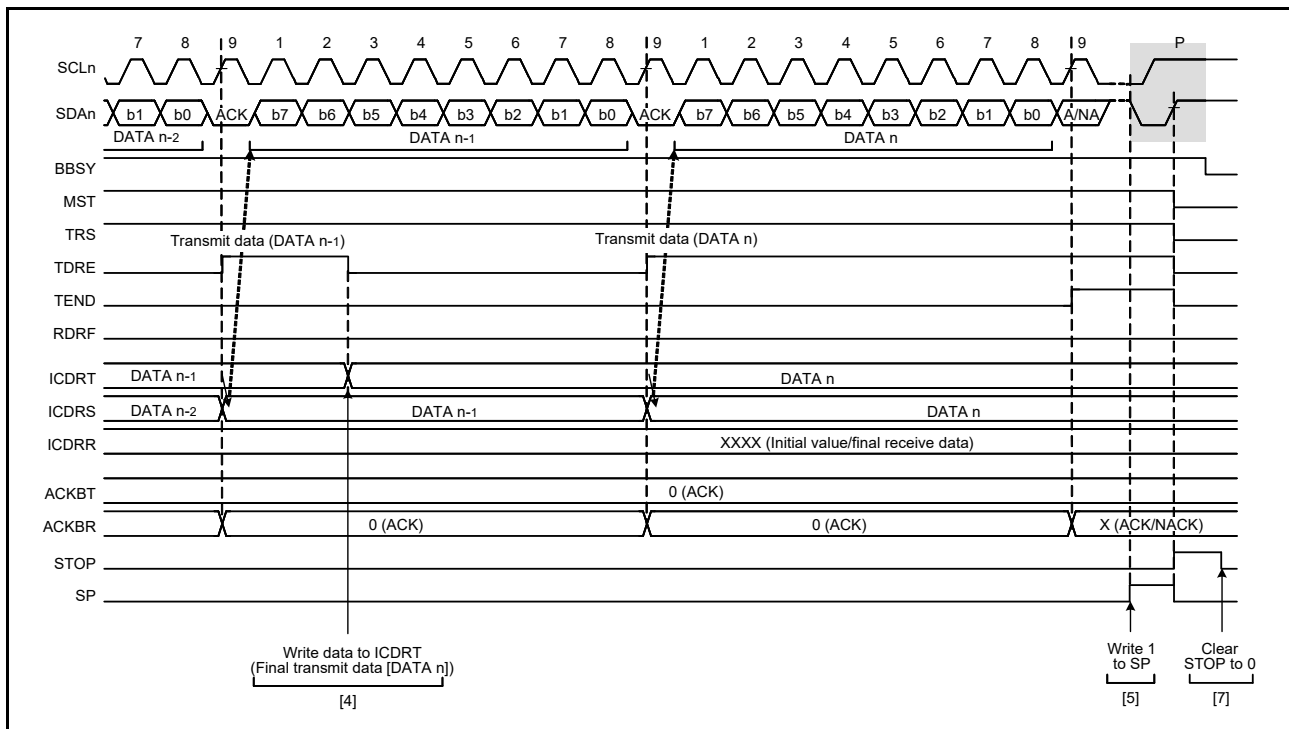 7 8 9 1 2 3 4 5 6 7 8 9 1 2 3 4 5 6 7 8 9 P
SCLn
SDAn b1 b0 ACK b7 b6 b5 b4 b3 b2 b1 b0 ACK b7 b6 b5 b4 b3 b2 b1 b0 A/NA
DATA n-2 DATA n-1 DATA n
BBSY
MST
TRS
Transmit data (DATA n-1) Transmit data (DATA n)
TDRE
TEND
RDRF
ICDRT DATA n-1 DATA n
ICDRS DATA n-2 DATA n-1 DATA n
ICDRR XXXX (Initial value/final receive data)
ACKBT 0 (ACK)
ACKBR 0 (ACK) 0 (ACK) X (ACK/NACK)
STOP
SP
Write data to ICDRT
(Final transmit data [DATA n])
[4]
Write 1
to SP
[5]
Clear
STOP to 0
[7]